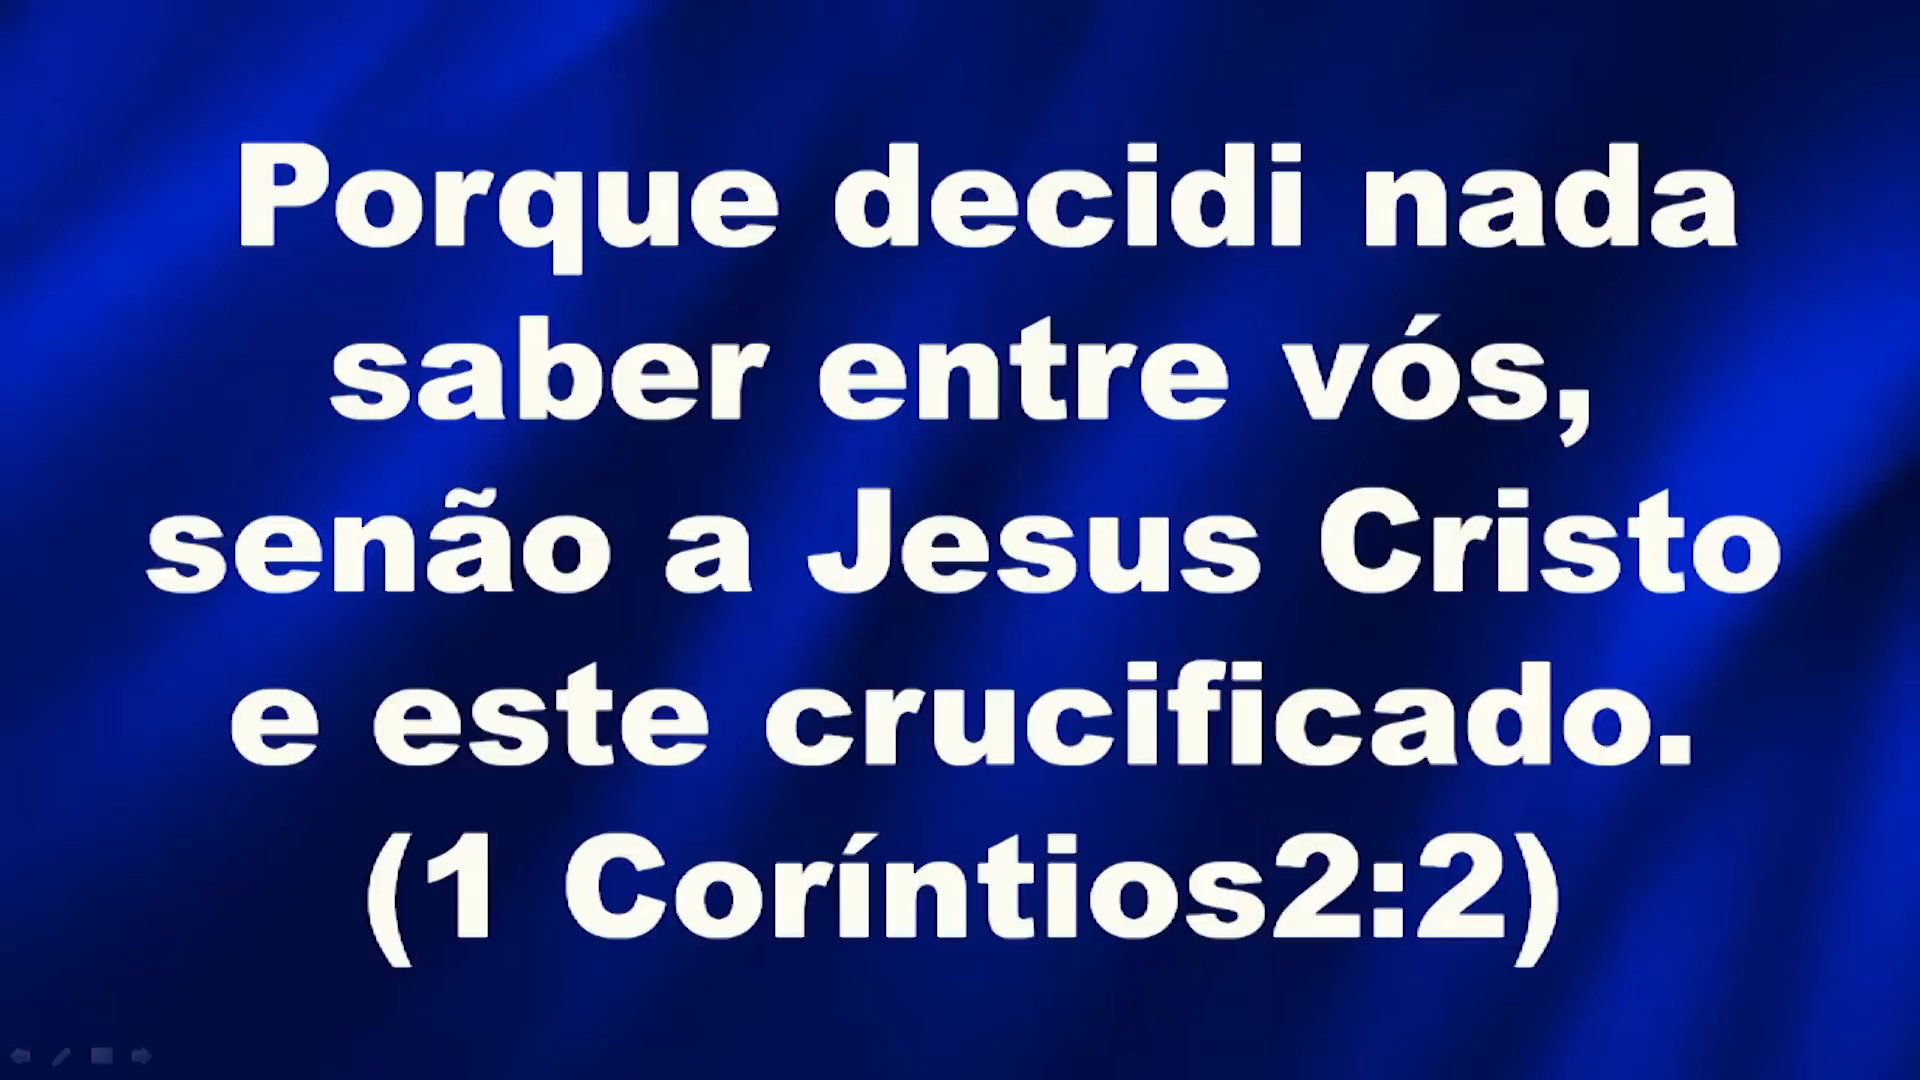 Porque decidi nada
saber entre vós,
senão a Jesus Cristo
e este crucificado.
(1 Coríntios2:2)